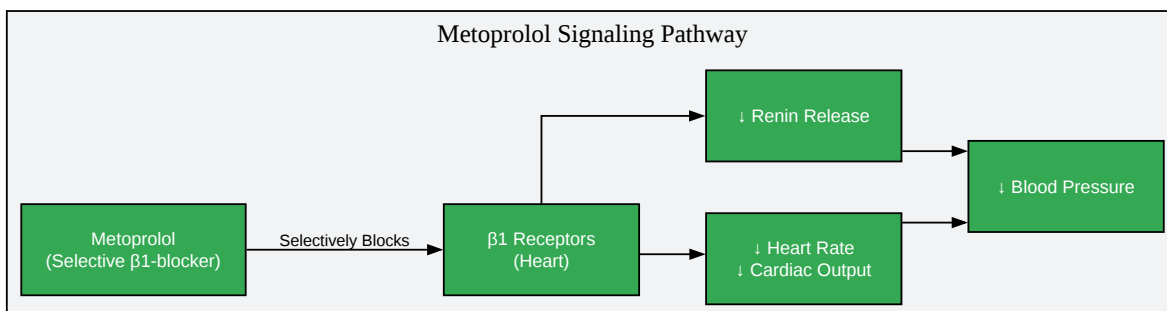 Metoprolol Signaling Pathway
↓ Renin Release
↓ Blood Pressure
Metoprolol
(Selective β1-blocker)
Selectively Blocks
β1 Receptors
(Heart)
↓ Heart Rate
↓ Cardiac Output